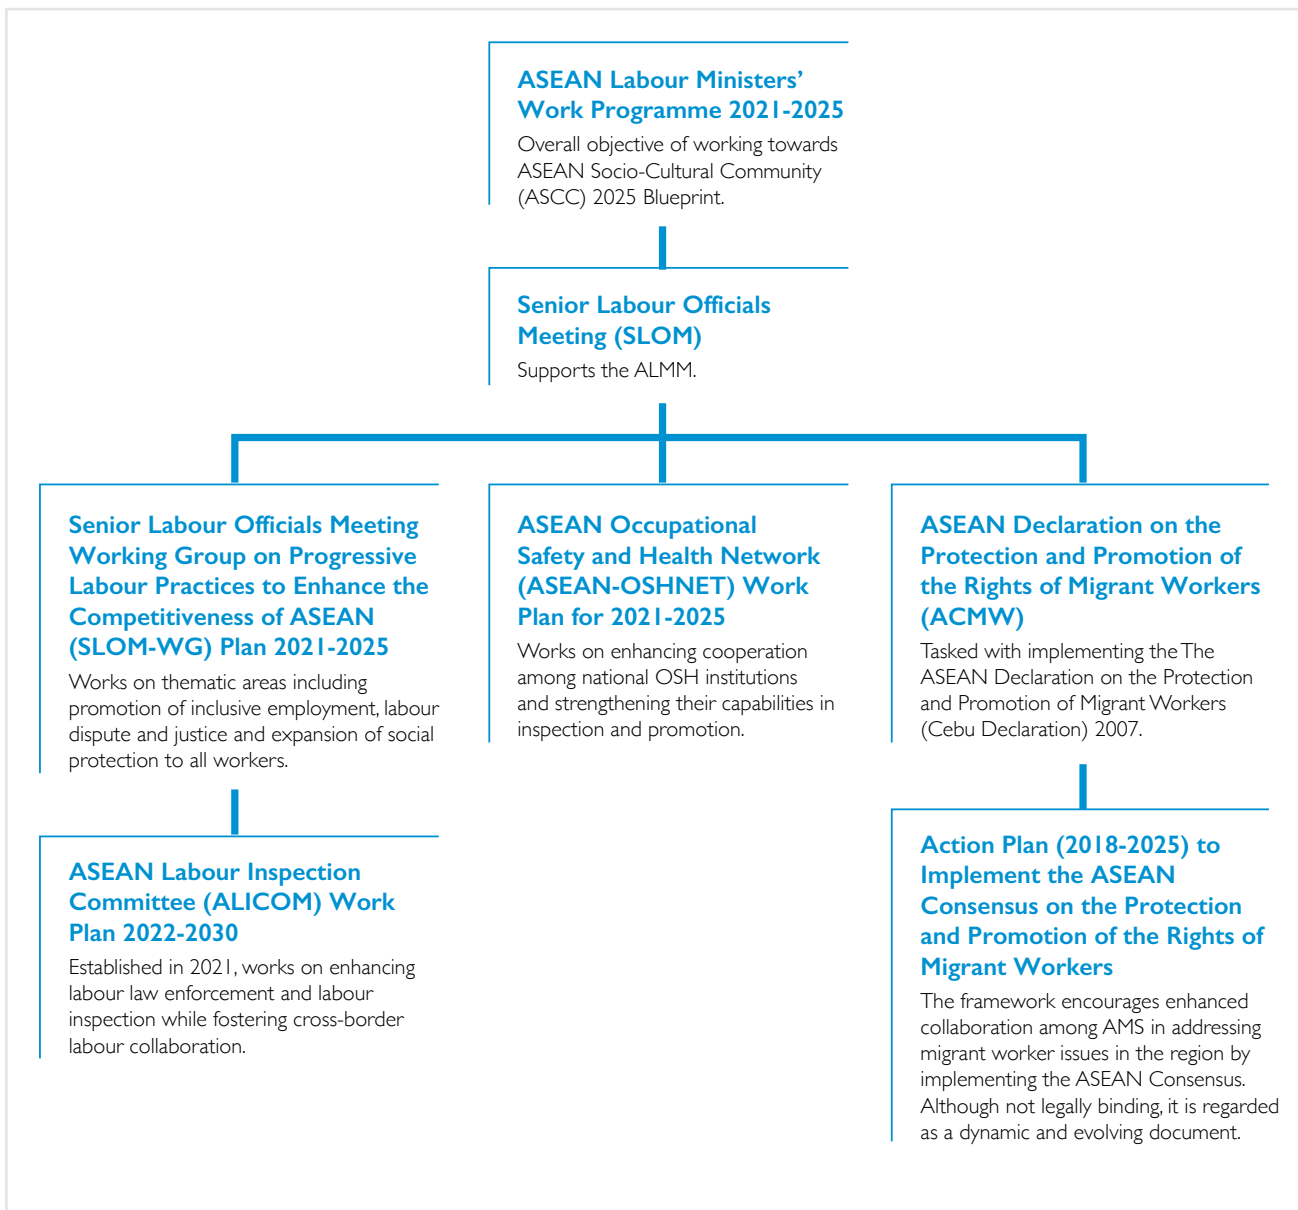 ASEAN Labour Ministers’
Work Programme 2021-2025
Overall objective of working towards
ASEAN Socio-Cultural Community
(ASCC) 2025 Blueprint.
Senior Labour Officials
Meeting (SLOM)
Supports the ALMM.
Senior Labour Officials Meeting
Working Group on Progressive
Labour Practices to Enhance the
Competitiveness of ASEAN
(SLOM-WG) Plan 2021-2025
Works on thematic areas including
promotion of inclusive employment, labour
dispute and justice and expansion of social
protection to all workers.
ASEAN Occupational
Safety and Health Network
(ASEAN-OSHNET) Work
Plan for 2021-2025
Works on enhancing cooperation
among national OSH institutions
and strengthening their capabilities in
inspection and promotion.
ASEAN Declaration on the
Protection and Promotion of
the Rights of Migrant Workers
(ACMW)
Tasked with implementing the The
ASEAN Declaration on the Protection
and Promotion of Migrant Workers
(Cebu Declaration) 2007.
ASEAN Labour Inspection
Committee (ALICOM) Work
Plan 2022-2030
Established in 2021, works on enhancing
labour law enforcement and labour
inspection while fostering cross-border
labour collaboration.
Action Plan (2018-2025) to
Implement the ASEAN
Consensus on the Protection
and Promotion of the Rights of
Migrant Workers
The framework encourages enhanced
collaboration among AMS in addressing
migrant worker issues in the region by
implementing the ASEAN Consensus.
Although not legally binding, it is regarded
as a dynamic and evolving document.